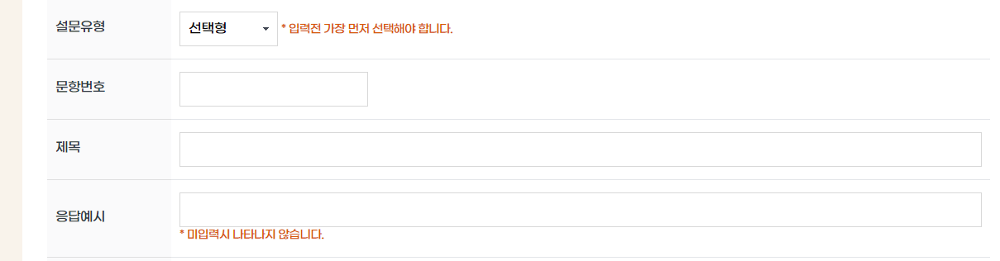 설문유형 선택형 * 입력전 가장 먼저 선택해야 합니다.
문항번호
제목
응답예시
* 미입력시 나타나지 않습니다.